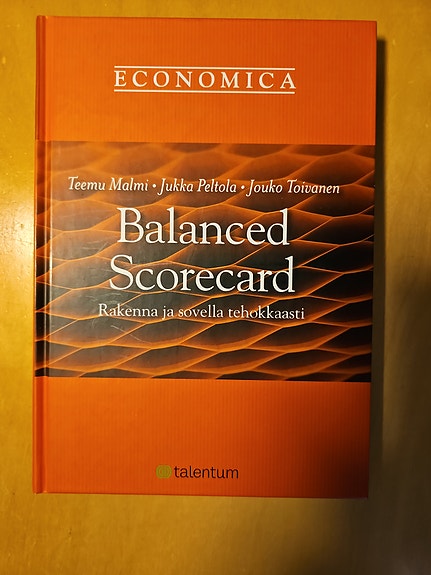 ECONOMICA
Teemu Malmi • Jukka Peltola • Jouko Toivanen
Balanced
Scorecard
Rakenna ja sovella tehokkaasti
talentum